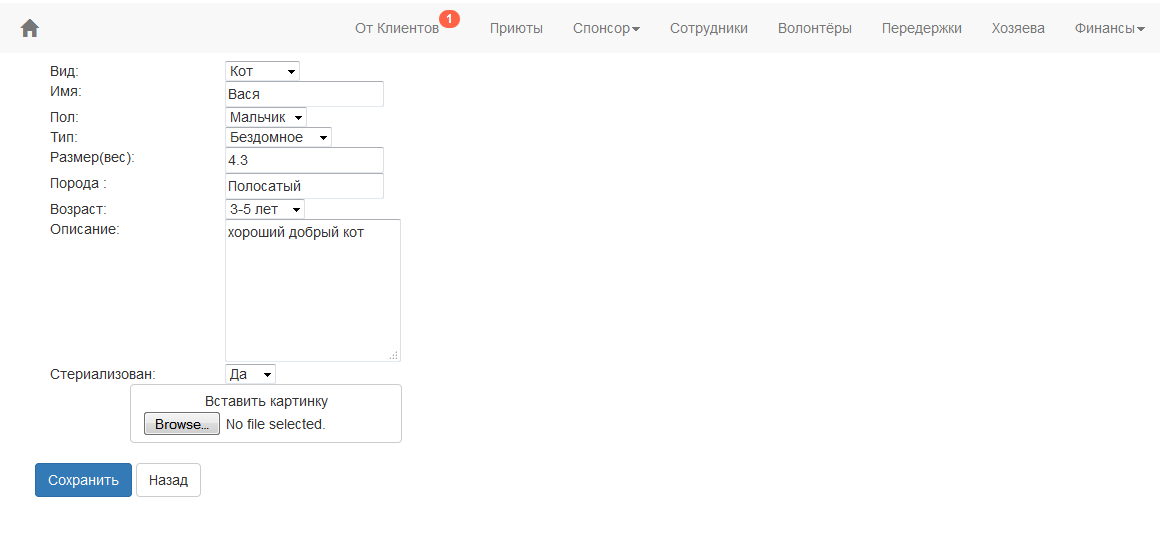 От Клиентов 1 Приюты Спонсор Сотрудники Волонтёры Передержки Хозяева Финансы
Вид: Кот
Имя: Вася
Пол: Мальчик
Тип: Бездомное
Размер(вес): 4.3
Порода : Полосатый
Возраст: 3-5 лет
Описание: хороший добрый кот
Стериализован: Да
Вставить картинку
Browse... No file selected.
Сохранить Назад